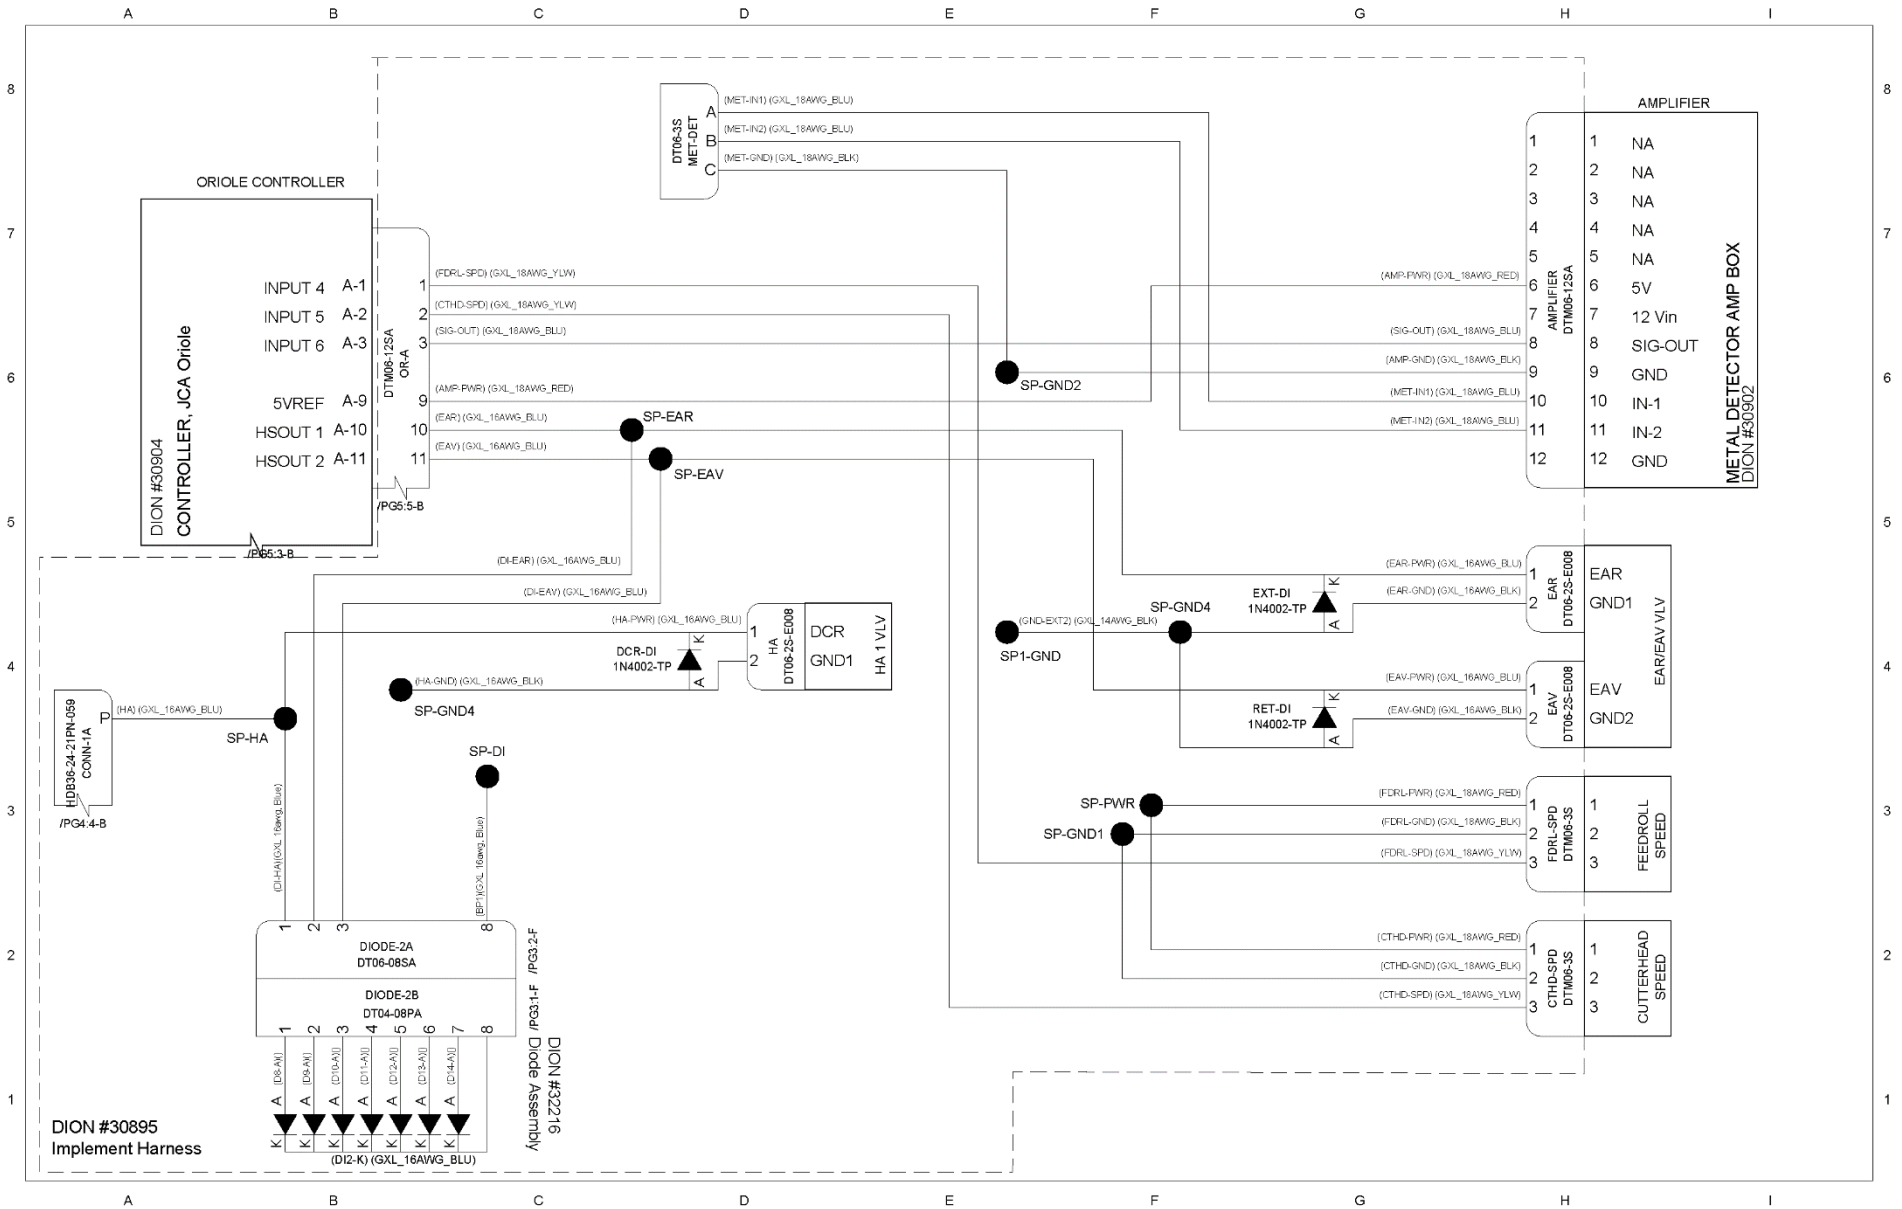 A B C D E F G H I
8 8
7 7
6 6
5 5
4 4
3 3
2 2
1 1
A B C D E F G H I
ORIOLE CONTROLLER
DION #30904
CONTROLLER, JCA Oriole
INPUT 4 A-1
INPUT 5 A-2
INPUT 6 A-3
5VREF A-9
HSOUT 1 A-10
HSOUT 2 A-11
/PG5:3-B
DTM06-12SA
OR-A
1
2
3
9
10
11
/PG5:5-B
(FDRL-SPD) (GXL_18AWG_YLW)
(CTHD-SPD) (GXL_18AWG_YLW)
(SIG-OUT) (GXL_18AWG_BLU)
(AMP-PWR) (GXL_18AWG_RED)
(EAR) (GXL_16AWG_BLU)
(EAV) (GXL_16AWG_BLU)
SP-EAR
SP-EAV
DT06-3S
MET-DET
A
B
C
(MET-IN1) (GXL_18AWG_BLU)
(MET-IN2) (GXL_18AWG_BLU)
(MET-GND) (GXL_18AWG_BLK)
SP-GND2
(AMP-PWR) (GXL_18AWG_RED)
(SIG-OUT) (GXL_18AWG_BLU)
(AMP-GND) (GXL_18AWG_BLK)
(MET-IN1) (GXL_18AWG_BLU)
(MET-IN2) (GXL_18AWG_BLU)
AMPLIFIER
DTM06-12SA
AMPLIFIER
1 1 NA
2 2 NA
3 3 NA
4 4 NA
5 5 NA
6 6 5V
7 7 12 Vin
8 8 SIG-OUT
9 9 GND
10 10 IN-1
11 11 IN-2
12 12 GND
METAL DETECTOR AMP BOX
DION #30902
(DI-EAR) (GXL_16AWG_BLU)
(DI-EAV) (GXL_16AWG_BLU)
(HA-PWR) (GXL_16AWG_BLU)
DCR-DI
1N4002-TP
K
A
(HA-GND) (GXL_16AWG_BLK)
SP-GND4
HA
DT06-2S-E008
1 DCR
2 GND1
HA 1 VLV
(GND-EXT2) (GXL_14AWG_BLK)
SP1-GND
SP-GND4
(EAR-PWR) (GXL_16AWG_BLU)
(EAR-GND) (GXL_16AWG_BLK)
EXT-DI
1N4002-TP
K
A
EAR
DT06-2S-E008
1 EAR
2 GND1
(EAV-PWR) (GXL_16AWG_BLU)
(EAV-GND) (GXL_16AWG_BLK)
RET-DI
1N4002-TP
K
A
EAV
DT06-2S-E008
1 EAV
2 GND2
EAR/EAV VLV
HDB36-24-21PN-059
CONN-1A
P
/PG4:4-B
(HA) (GXL_16AWG_BLU)
SP-HA
SP-DI
(DI-HA)(GXL 16awg, Blue)
(BP1)(GXL 16awg, Blue)
SP-PWR
SP-GND1
(FDRL-PWR) (GXL_18AWG_RED)
(FDRL-GND) (GXL_18AWG_BLK)
(FDRL-SPD) (GXL_18AWG_YLW)
FDRL-SPD
DTM06-3S
1 1
2 2
3 3
FEEDROLL
SPEED
(CTHD-PWR) (GXL_18AWG_RED)
(CTHD-GND) (GXL_18AWG_BLK)
(CTHD-SPD) (GXL_18AWG_YLW)
CTHD-SPD
DTM06-3S
1 1
2 2
3 3
CUTTERHEAD
SPEED
1 2 3 8
DIODE-2A
DT06-08SA
/PG3:2-F
DIODE-2B
DT04-08PA
/PG3:1-F
1 2 3 4 5 6 7 8
(D8-A)()
(D9-A)()
(D10-A)()
(D11-A)()
(D12-A)()
(D13-A)()
(D14-A)()
A A A A A A A
K K K K K K K
(DI2-K) (GXL_16AWG_BLU)
DION #32216
Diode Assembly
DION #30895
Implement Harness